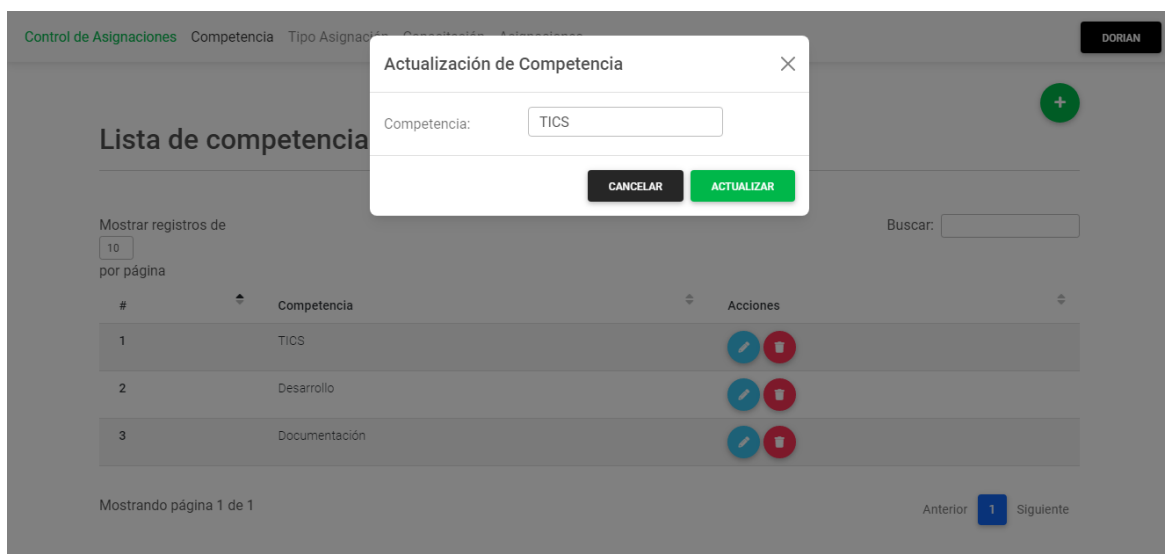 Control de Asignaciones Competencia Tipo Asignación Capacitación Asignaciones
DORIAN
Actualización de Competencia
Competencia: TICS
CANCELAR ACTUALIZAR
+
Lista de competencia
Mostrar registros de
10
por página
Buscar:
# Competencia Acciones
1 TICS
2 Desarrollo
3 Documentación
Mostrando página 1 de 1
Anterior 1 Siguiente